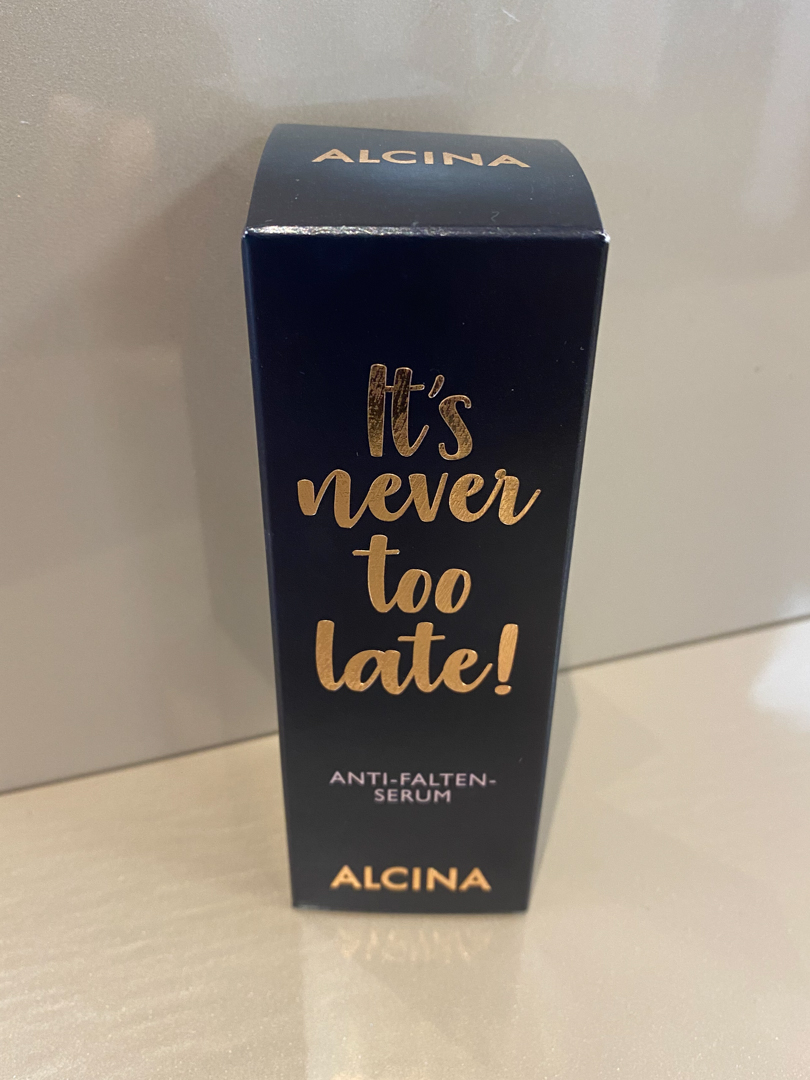 ALCINA
It's
never
too
late!
ANTI-FALTEN-
SERUM
ALCINA